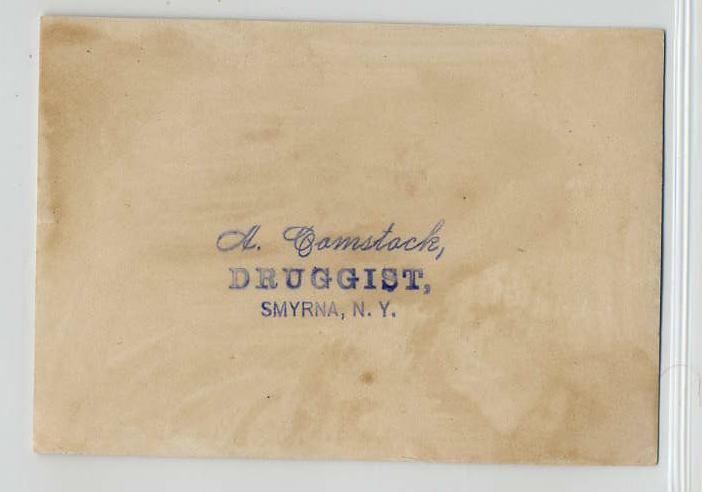 A. Comstock,
DRUGGIST,
SMYRNA, N. Y.